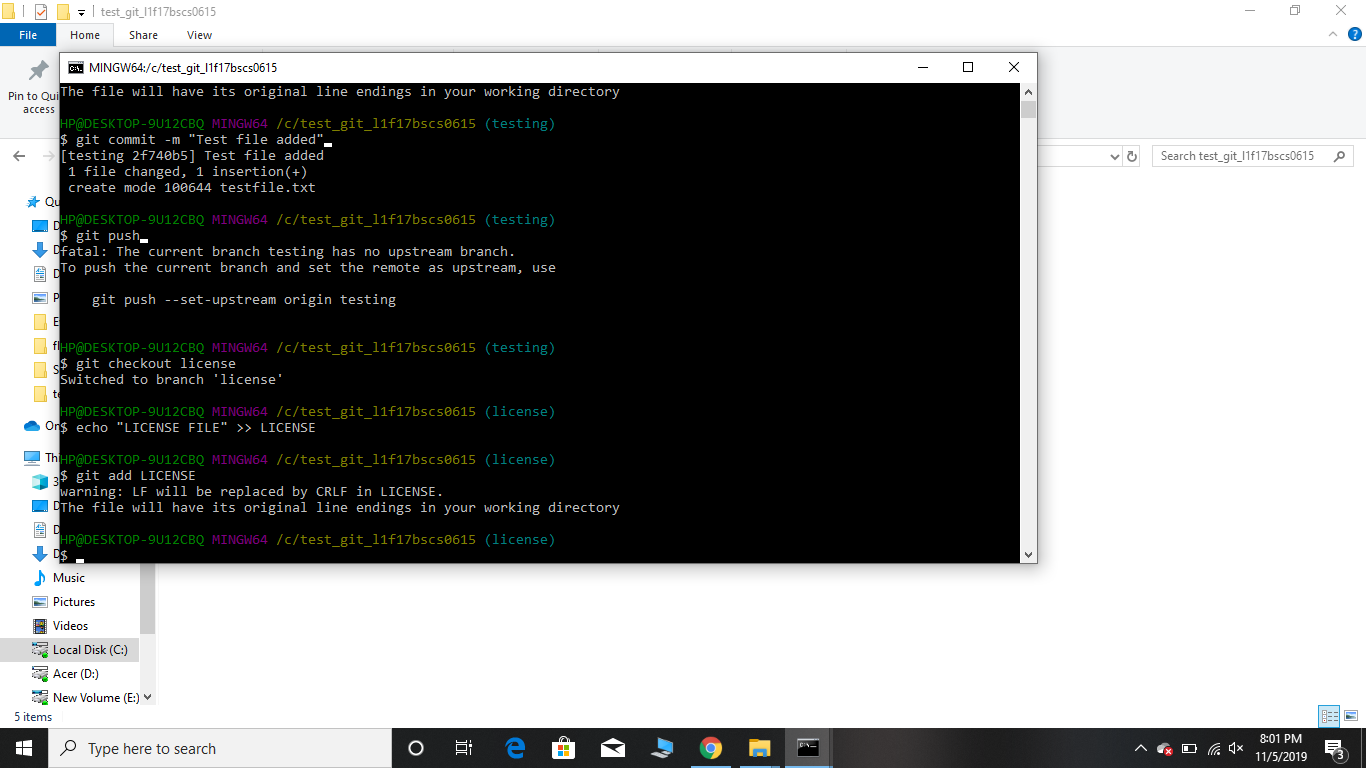 test_git_l1f17bscs0615
File Home Share View
MINGW64:/c/test_git_l1f17bscs0615
Pin to Qui
access
The file will have its original line endings in your working directory
HP@DESKTOP-9U12CBQ MINGW64 /c/test_git_l1f17bscs0615 (testing)
$ git commit -m "Test file added"
[testing 2f740b5] Test file added
1 file changed, 1 insertion(+)
create mode 100644 testfile.txt
HP@DESKTOP-9U12CBQ MINGW64 /c/test_git_l1f17bscs0615 (testing)
$ git push
fatal: The current branch testing has no upstream branch.
To push the current branch and set the remote as upstream, use
git push --set-upstream origin testing
HP@DESKTOP-9U12CBQ MINGW64 /c/test_git_l1f17bscs0615 (testing)
$ git checkout license
Switched to branch 'license'
HP@DESKTOP-9U12CBQ MINGW64 /c/test_git_l1f17bscs0615 (license)
$ echo "LICENSE FILE" >> LICENSE
HP@DESKTOP-9U12CBQ MINGW64 /c/test_git_l1f17bscs0615 (license)
$ git add LICENSE
warning: LF will be replaced by CRLF in LICENSE.
The file will have its original line endings in your working directory
HP@DESKTOP-9U12CBQ MINGW64 /c/test_git_l1f17bscs0615 (license)
$
Search test_git_l1f17bscs0615
Qu
On
Th
Music
Pictures
Videos
Local Disk (C:)
Acer (D:)
New Volume (E:)
5 items
Type here to search
8:01 PM
11/5/2019
3